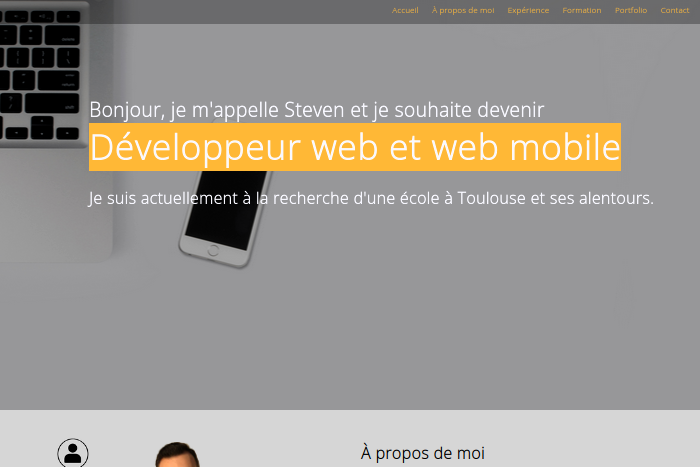 Accueil À propos de moi Expérience Formation Portfolio Contact
Bonjour, je m'appelle Steven et je souhaite devenir
Développeur web et web mobile
Je suis actuellement à la recherche d'une école à Toulouse et ses alentours.
À propos de moi